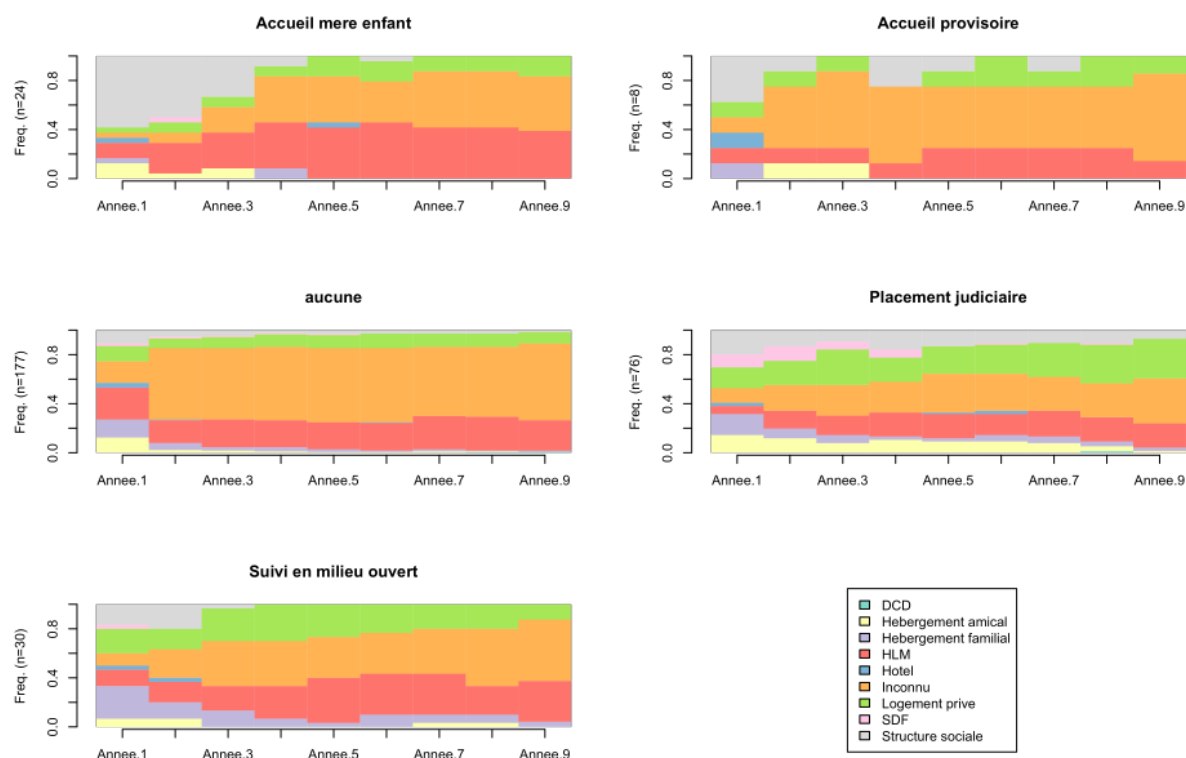 Accueil mere enfant
Freq. (n=24)
0.0 0.4 0.8
Annee.1 Annee.3 Annee.5 Annee.7 Annee.9
Accueil provisoire
Freq. (n=8)
0.0 0.4 0.8
Annee.1 Annee.3 Annee.5 Annee.7 Annee.9
aucune
Freq. (n=177)
0.0 0.4 0.8
Annee.1 Annee.3 Annee.5 Annee.7 Annee.9
Placement judiciaire
Freq. (n=76)
0.0 0.4 0.8
Annee.1 Annee.3 Annee.5 Annee.7 Annee.9
Suivi en milieu ouvert
Freq. (n=30)
0.0 0.4 0.8
Annee.1 Annee.3 Annee.5 Annee.7 Annee.9
DCD
Hebergement amical
Hebergement familial
HLM
Hotel
Inconnu
Logement prive
SDF
Structure sociale